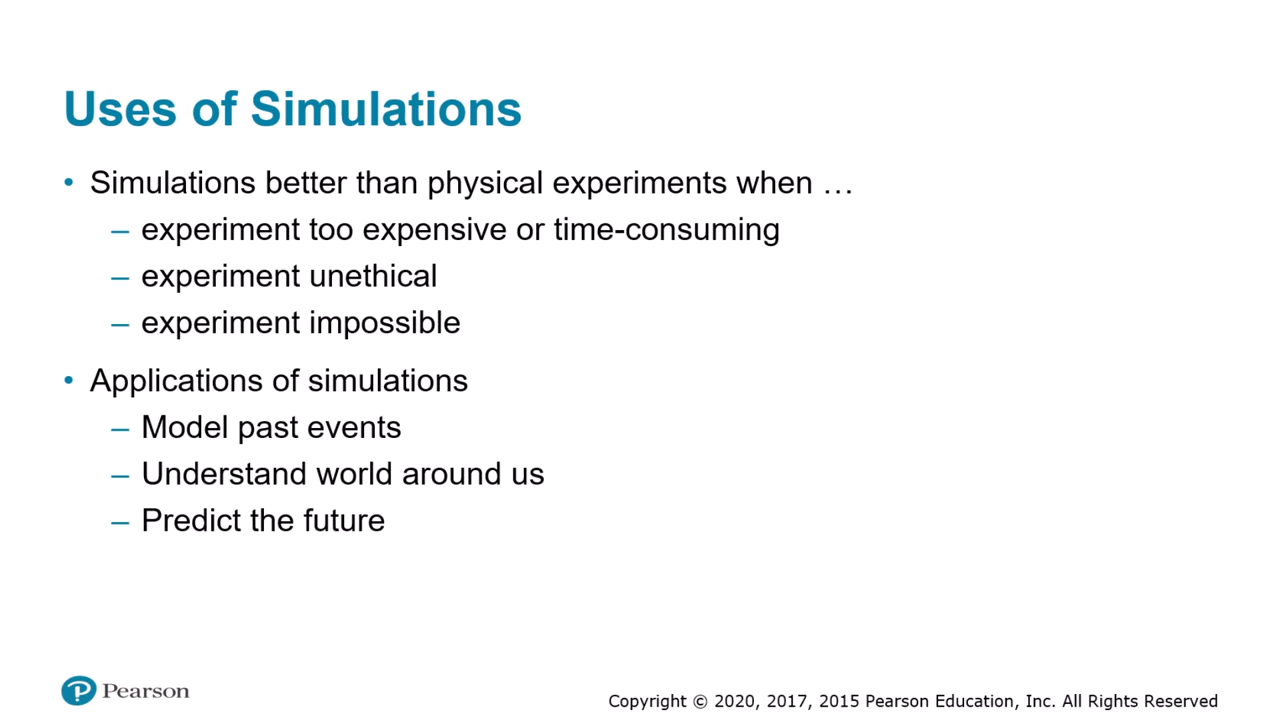 Uses of Simulations
• Simulations better than physical experiments when …
– experiment too expensive or time-consuming
– experiment unethical
– experiment impossible
• Applications of simulations
– Model past events
– Understand world around us
– Predict the future
P Pearson
Copyright © 2020, 2017, 2015 Pearson Education, Inc. All Rights Reserved